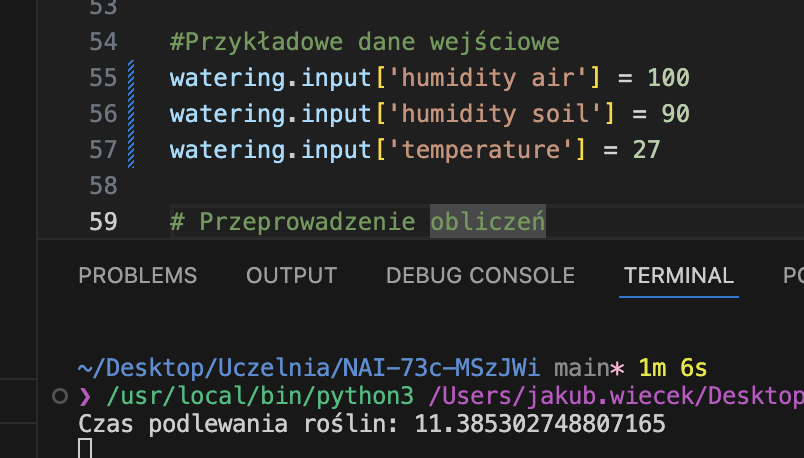 53
54 #Przykładowe dane wejściowe
55 watering.input['humidity air'] = 100
56 watering.input['humidity soil'] = 90
57 watering.input['temperature'] = 27
58
59 # Przeprowadzenie obliczeń
PROBLEMS OUTPUT DEBUG CONSOLE TERMINAL PO
~/Desktop/Uczelnia/NAI-73c-MSzJWi main* 1m 6s
❯ /usr/local/bin/python3 /Users/jakub.wiecek/Desktop
Czas podlewania roślin: 11.385302748807165